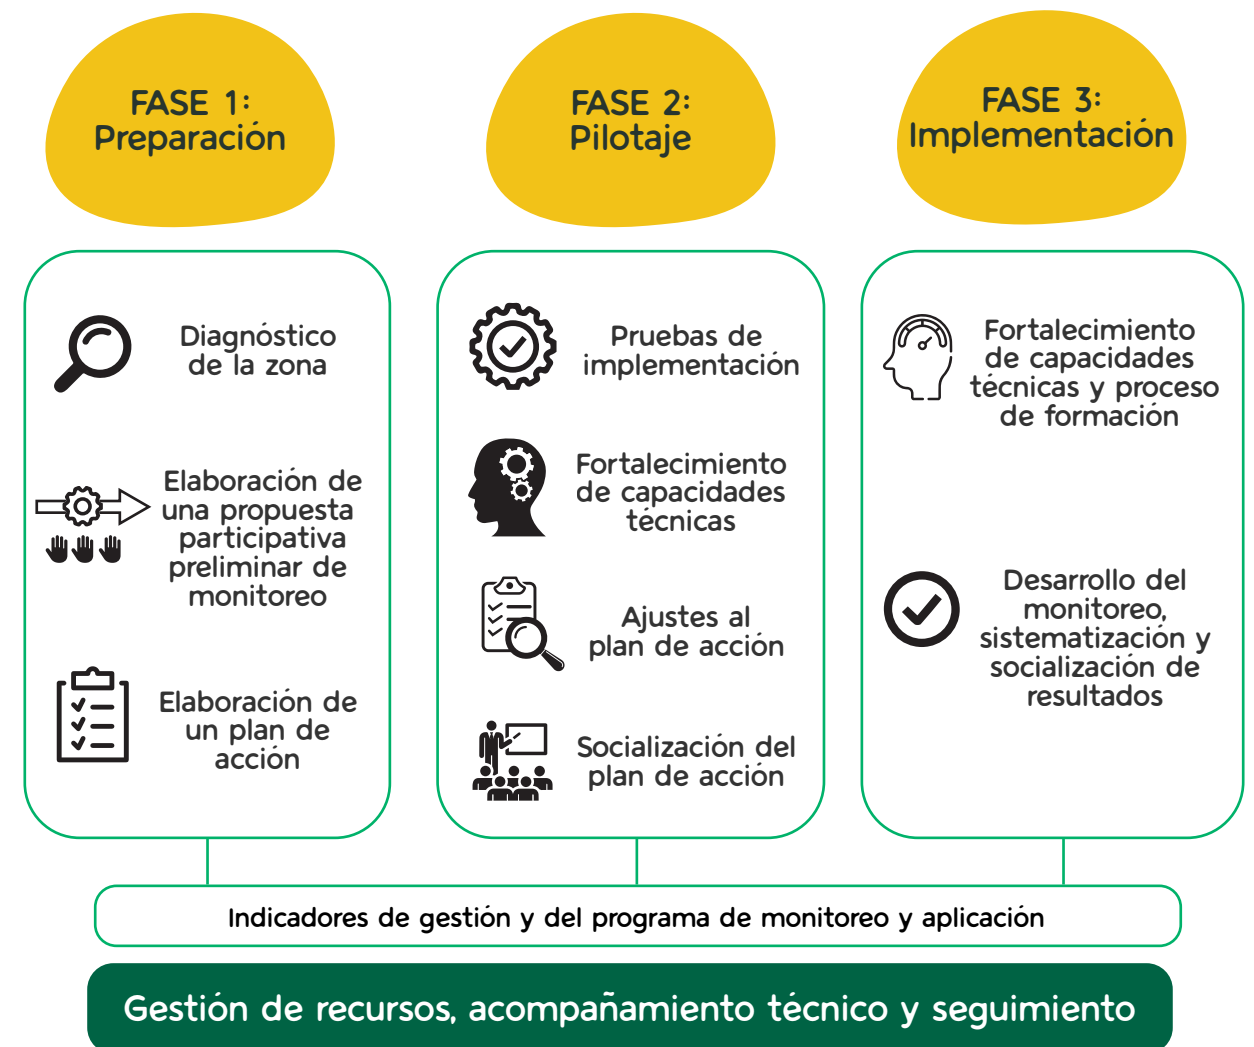 FASE 1:
Preparación
Diagnóstico
de la zona
Elaboración de
una propuesta
participativa
preliminar de
monitoreo
Elaboración de
un plan de
acción
FASE 2:
Pilotaje
Pruebas de
implementación
Fortalecimiento
de capacidades
técnicas
Ajustes al
plan de acción
Socialización del
plan de acción
FASE 3:
Implementación
Fortalecimiento
de capacidades
técnicas y proceso
de formación
Desarrollo del
monitoreo,
sistematización y
socialización de
resultados
Indicadores de gestión y del programa de monitoreo y aplicación
Gestión de recursos, acompañamiento técnico y seguimiento